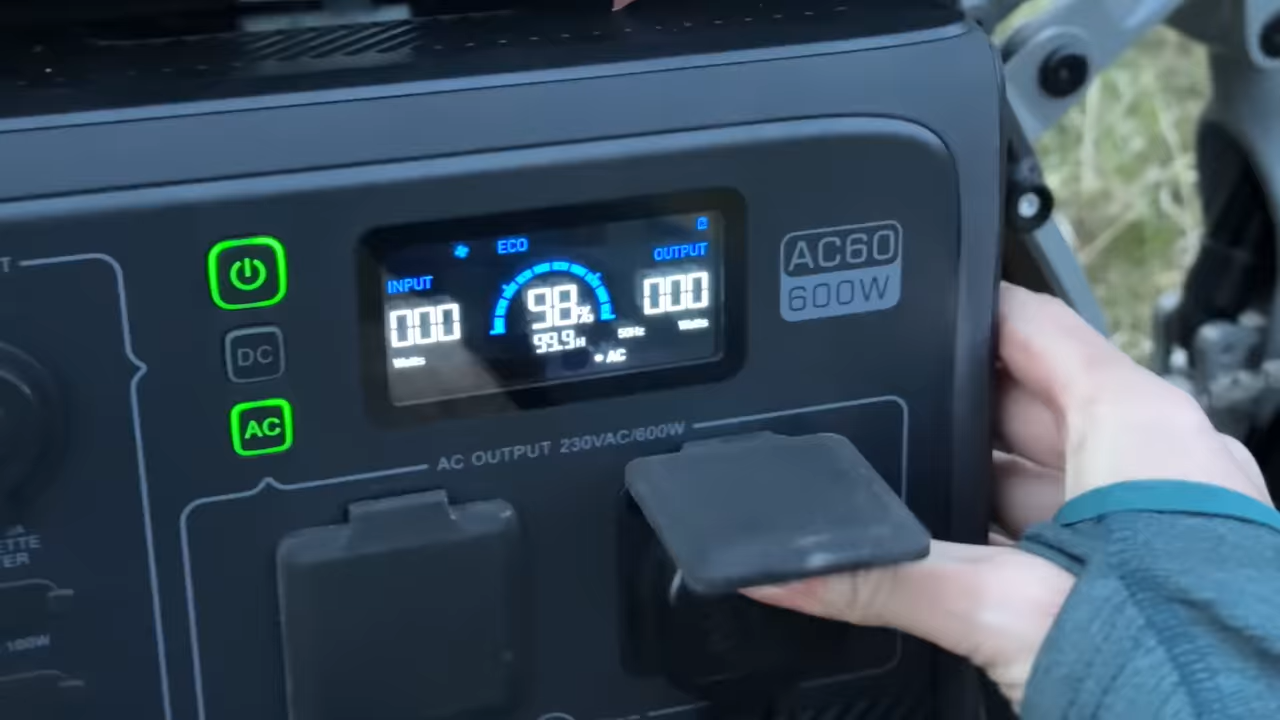 ECO
INPUT
OUTPUT
000
98%
000
Watts
99.9H
50Hz
Watts
AC
AC60
600W
DC
AC
AC OUTPUT 230VAC/600W
100W